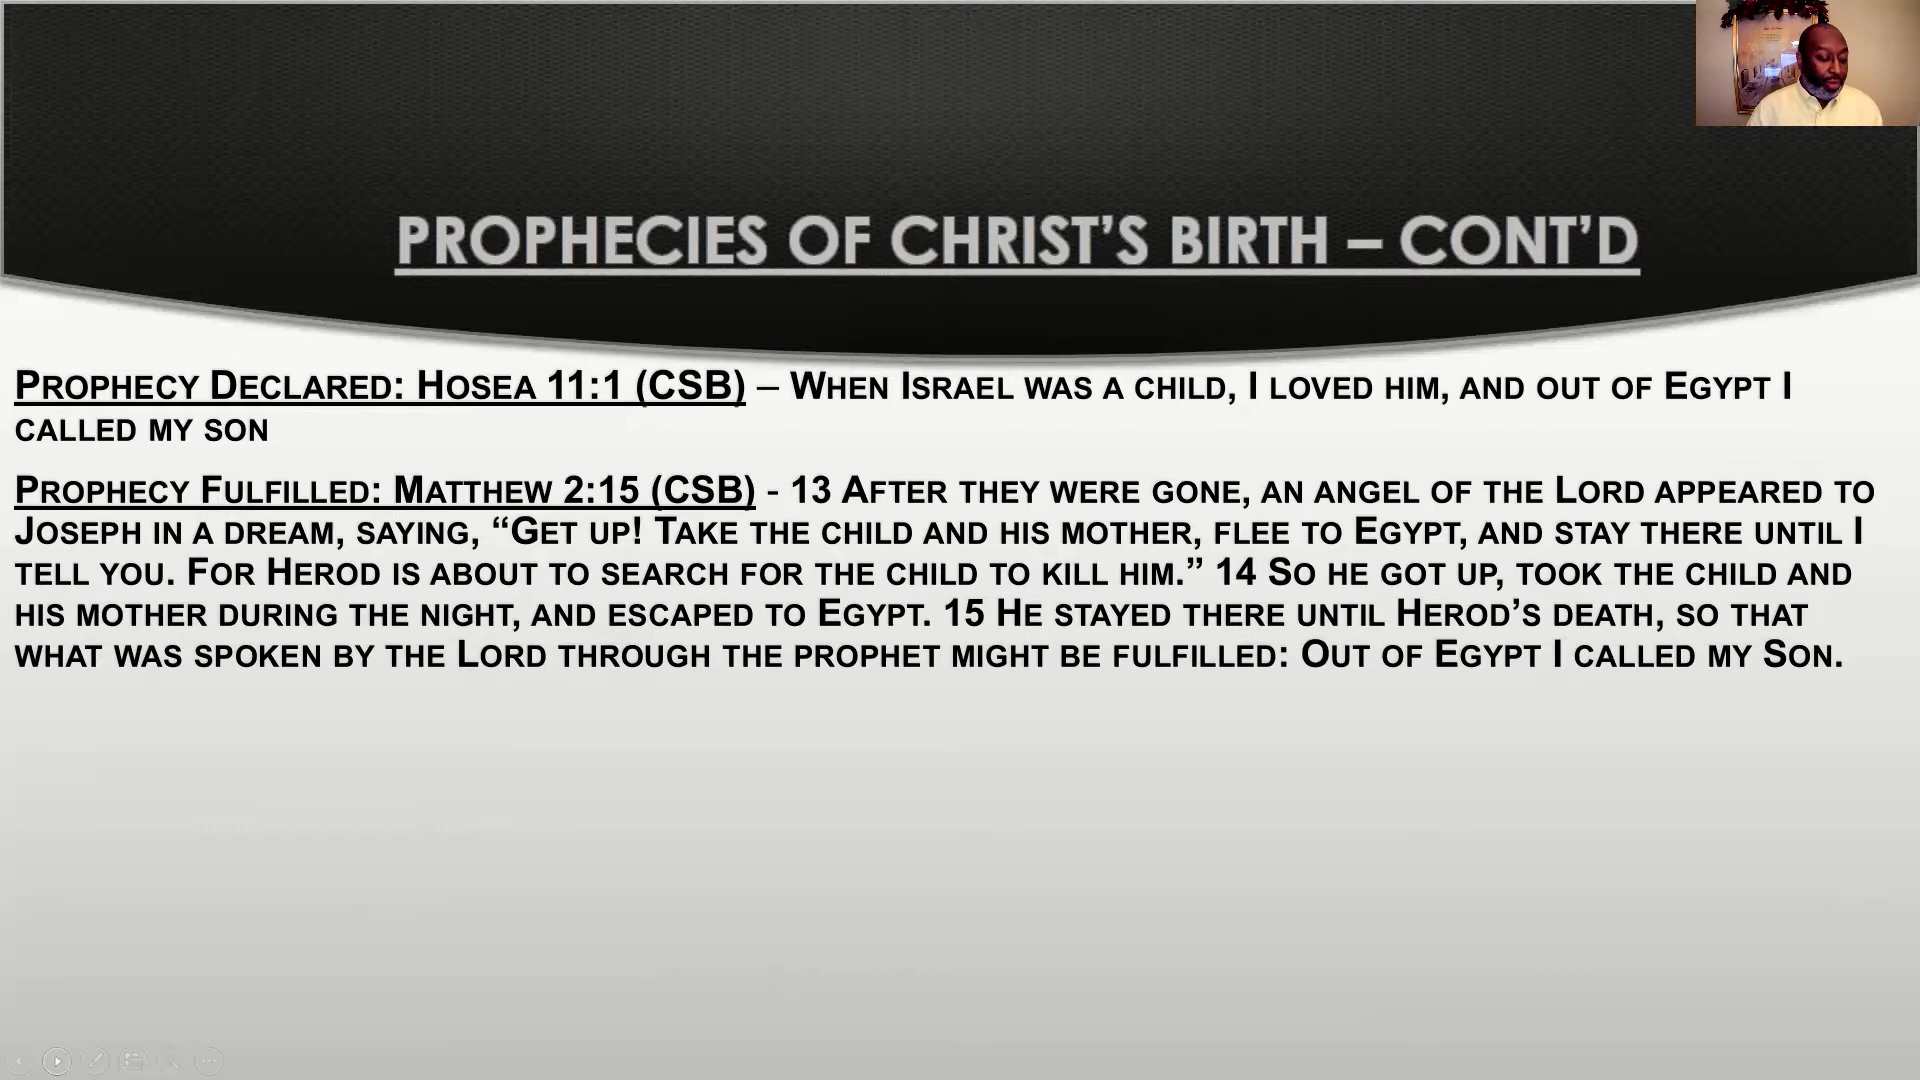 PROPHECIES OF CHRIST’S BIRTH – CONT’D
PROPHECY DECLARED: HOSEA 11:1 (CSB) – WHEN ISRAEL WAS A CHILD, I LOVED HIM, AND OUT OF EGYPT I
CALLED MY SON
PROPHECY FULFILLED: MATTHEW 2:15 (CSB) - 13 AFTER THEY WERE GONE, AN ANGEL OF THE LORD APPEARED TO
JOSEPH IN A DREAM, SAYING, “GET UP! TAKE THE CHILD AND HIS MOTHER, FLEE TO EGYPT, AND STAY THERE UNTIL I
TELL YOU. FOR HEROD IS ABOUT TO SEARCH FOR THE CHILD TO KILL HIM.” 14 SO HE GOT UP, TOOK THE CHILD AND
HIS MOTHER DURING THE NIGHT, AND ESCAPED TO EGYPT. 15 HE STAYED THERE UNTIL HEROD’S DEATH, SO THAT
WHAT WAS SPOKEN BY THE LORD THROUGH THE PROPHET MIGHT BE FULFILLED: OUT OF EGYPT I CALLED MY SON.